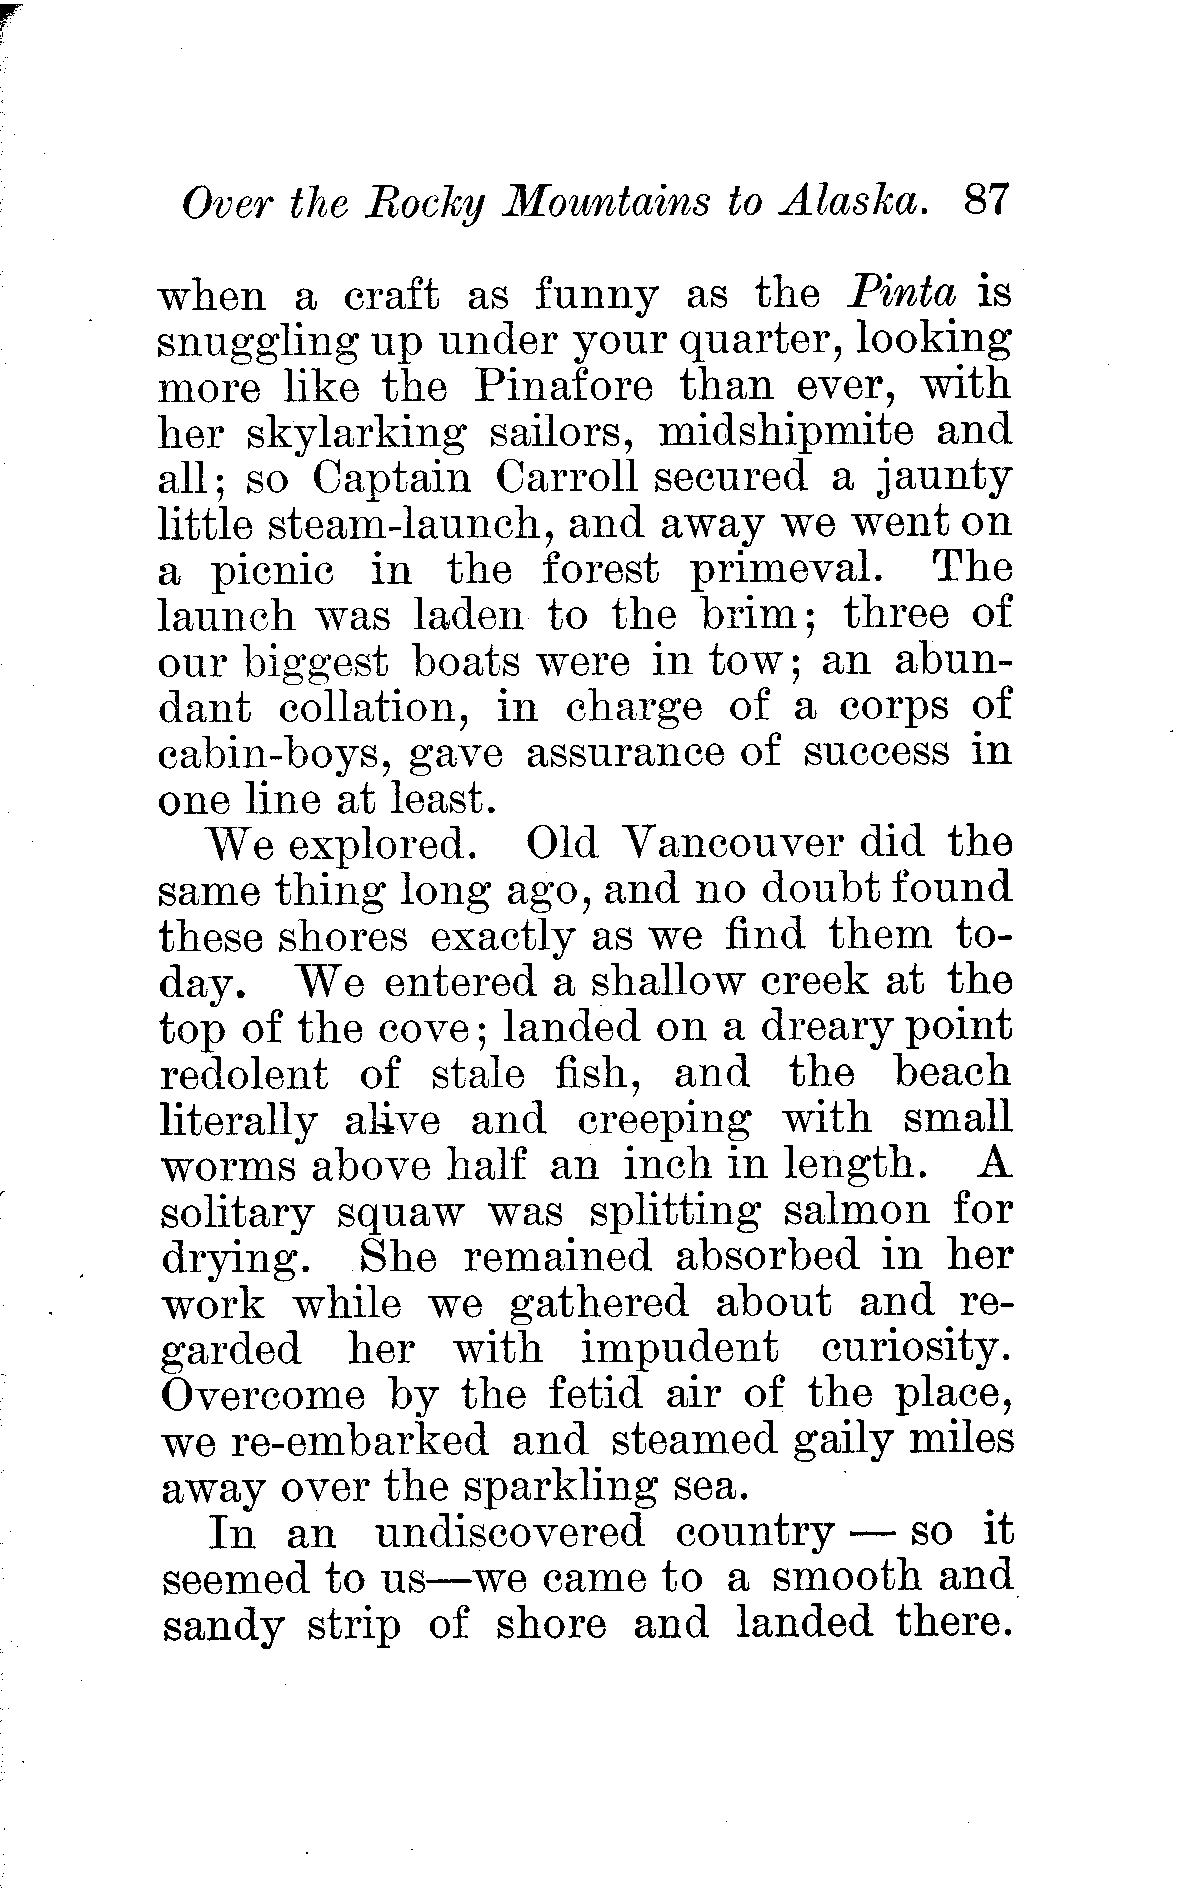 Over the Rocky Mountains to Alaska. 87
when a craft as funny as the Pinta is
snuggling up under your quarter, looking
more like the Pinafore than ever, with
her skylarking sailors, midshipmite and
all; so Captain Carroll secured a jaunty
little steam-launch, and away we went on
a picnic in the forest primeval. The
launch was laden to the brim; three of
our biggest boats were in tow; an abun-
dant collation, in charge of a corps of
cabin-boys, gave assurance of success in
one line at least.
We explored. Old Vancouver did the
same thing long ago, and no doubt found
these shores exactly as we find them to-
day. We entered a shallow creek at the
top of the cove; landed on a dreary point
redolent of stale fish, and the beach
literally alive and creeping with small
worms above half an inch in length. A
solitary squaw was splitting salmon for
drying. She remained absorbed in her
work while we gathered about and re-
garded her with impudent curiosity.
Overcome by the fetid air of the place,
we re-embarked and steamed gaily miles
away over the sparkling sea.
In an undiscovered country — so it
seemed to us—we came to a smooth and
sandy strip of shore and landed there.